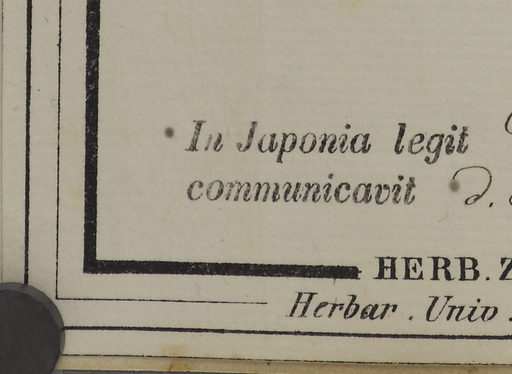 In Japonia legit
communicavit d.
HERB. Z
Herbar. Univ.